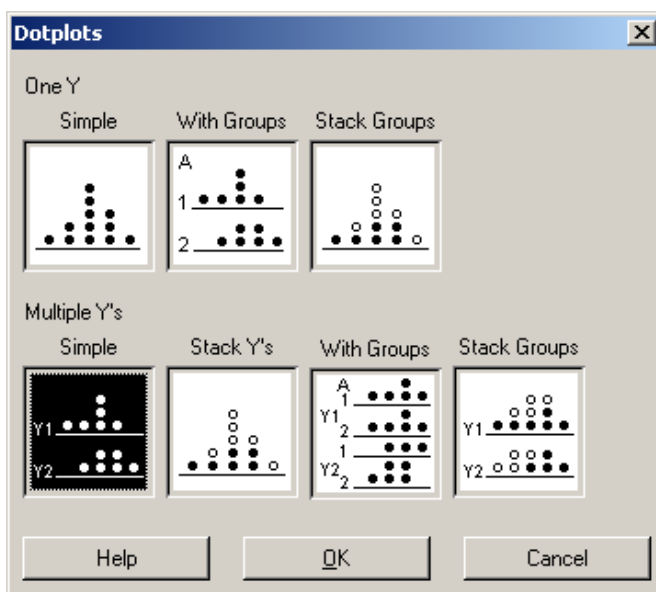 Dotplots
One Y
Simple With Groups Stack Groups
A
1
2
Multiple Y's
Simple Stack Y's With Groups Stack Groups
Y1
Y2
A
1
Y1
2
1
Y2
2
Y1
Y2
Help OK Cancel